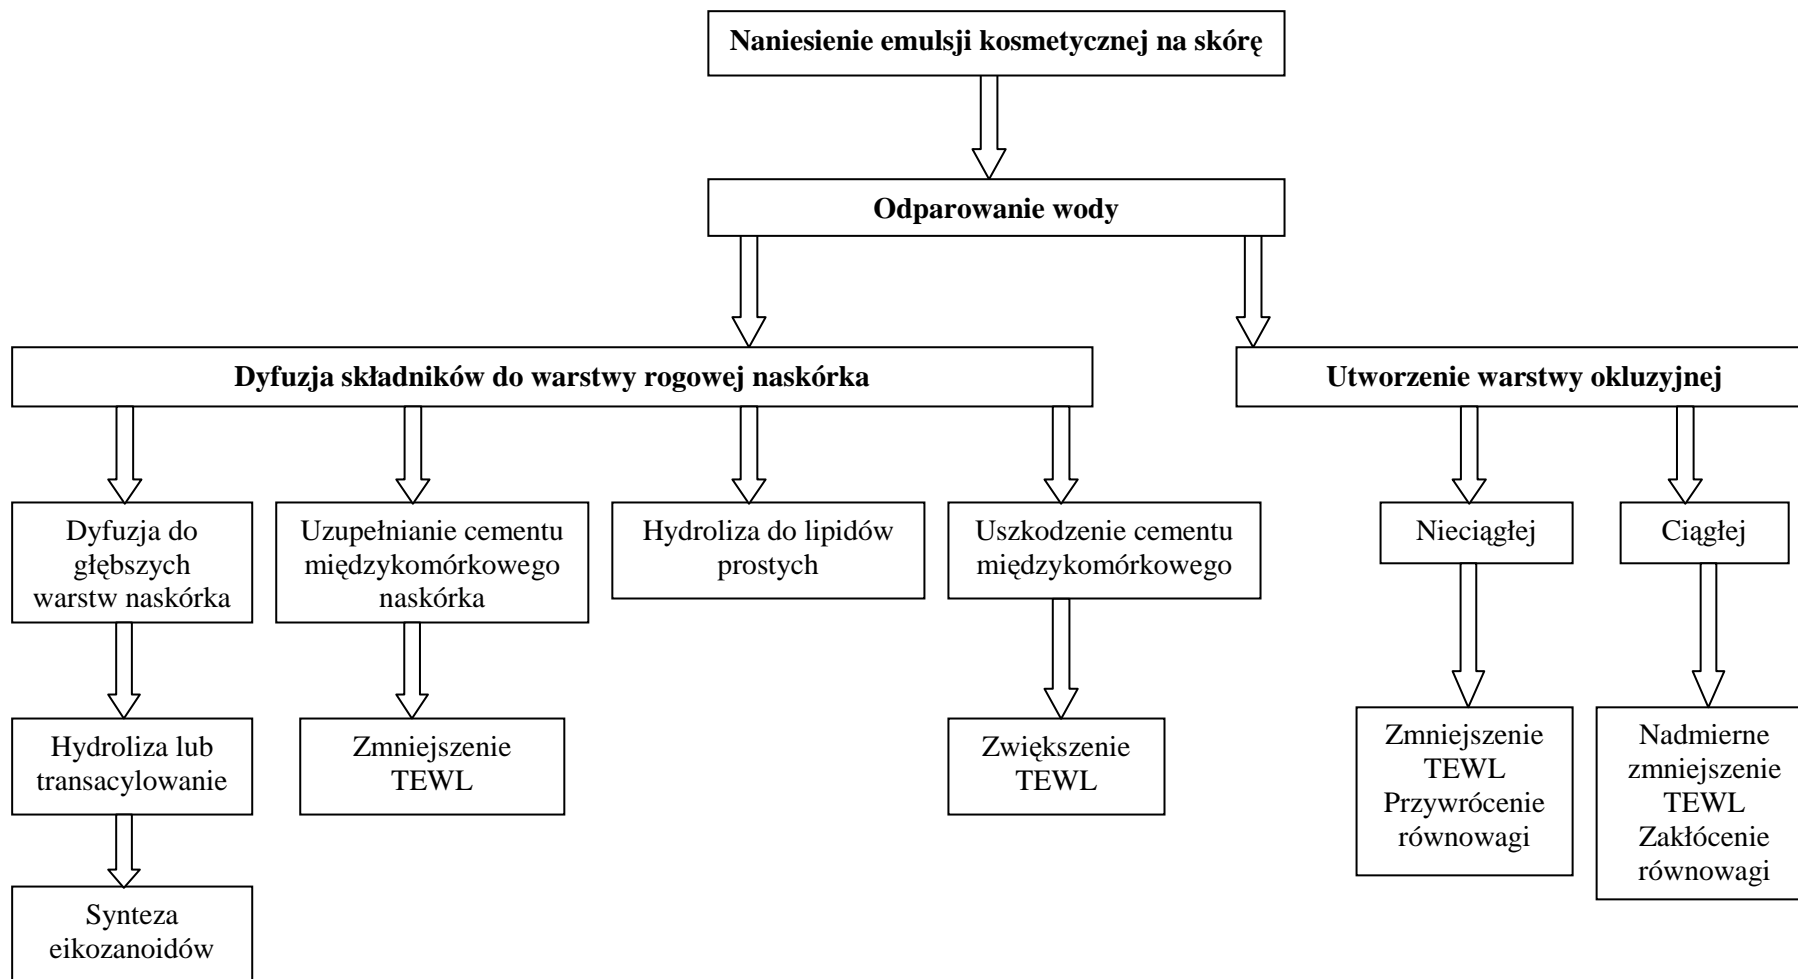 Naniesienie emulsji kosmetycznej na skórę
Odparowanie wody
Dyfuzja składników do warstwy rogowej naskórka
Utworzenie warstwy okluzyjnej
Dyfuzja do
głębszych
warstw naskórka
Uzupełnianie cementu
międzykomórkowego
naskórka
Hydroliza do lipidów
prostych
Uszkodzenie cementu
międzykomórkowego
Nieciągłej
Ciągłej
Hydroliza lub
transacylowanie
Zmniejszenie
TEWL
Zwiększenie
TEWL
Zmniejszenie
TEWL
Przywrócenie
równowagi
Nadmierne
zmniejszenie
TEWL
Zakłócenie
równowagi
Synteza
eikozanoidów